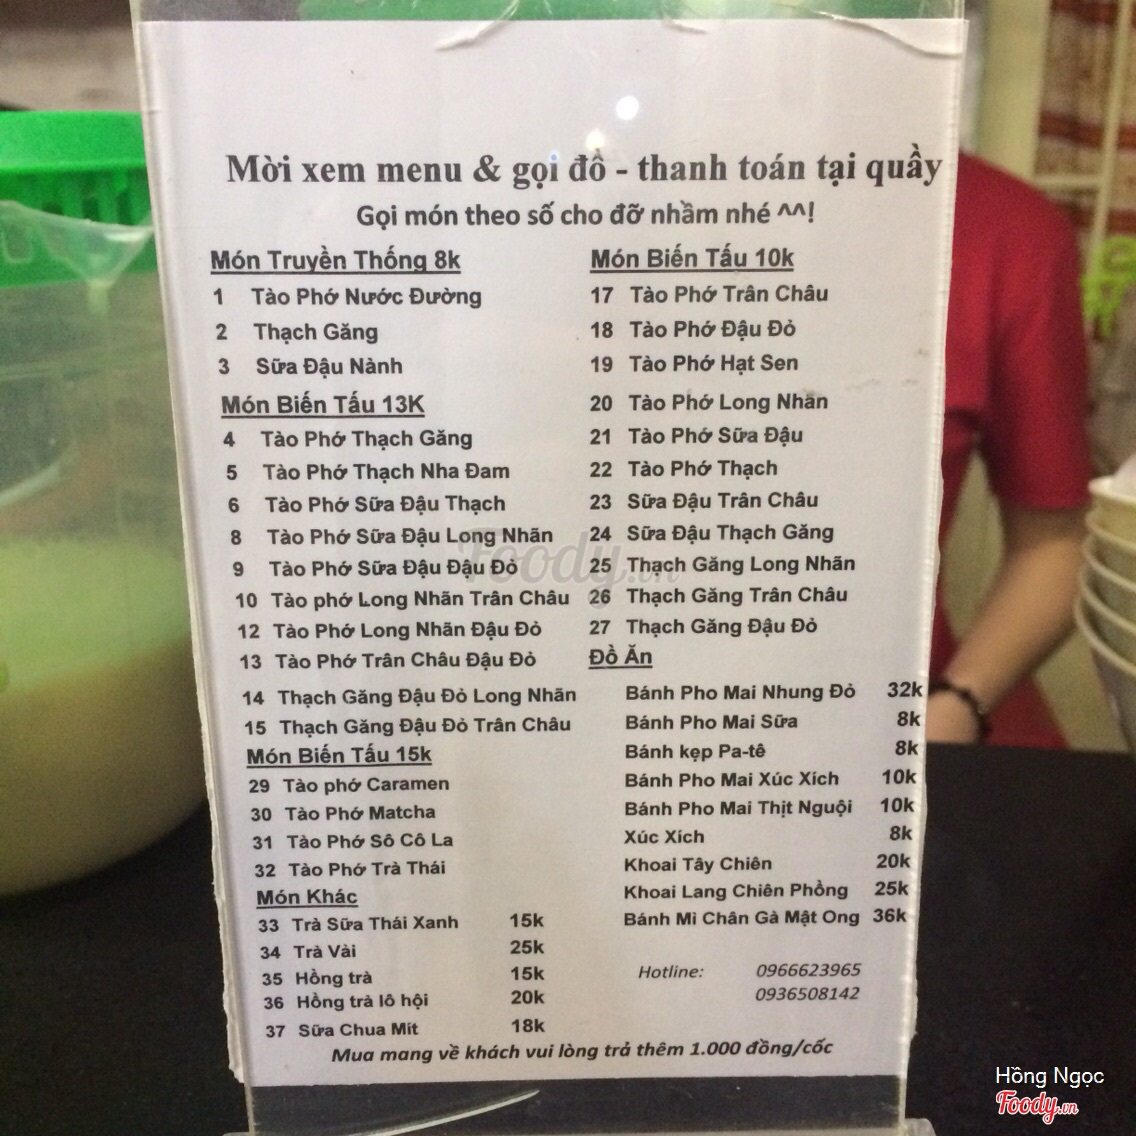 Mời xem menu & gọi đồ - thanh toán tại quầy
Gọi món theo số cho đỡ nhầm nhé ^^!
Món Truyền Thống 8k
1 Tào Phớ Nước Đường
2 Thạch Găng
3 Sữa Đậu Nành
Món Biến Tấu 13K
4 Tào Phớ Thạch Găng
5 Tào Phớ Thạch Nha Đam
6 Tào Phớ Sữa Đậu Thạch
8 Tào Phớ Sữa Đậu Long Nhãn
9 Tào Phớ Sữa Đậu Đậu Đỏ
10 Tào phớ Long Nhãn Trân Châu
12 Tào Phớ Long Nhãn Đậu Đỏ
13 Tào Phớ Trân Châu Đậu Đỏ
14 Thạch Găng Đậu Đỏ Long Nhãn
15 Thạch Găng Đậu Đỏ Trân Châu
Món Biến Tấu 15k
29 Tào phớ Caramen
30 Tào Phớ Matcha
31 Tào Phớ Sô Cô La
32 Tào Phớ Trà Thái
Món Khác
33 Trà Sữa Thái Xanh 15k
34 Trà Vải 25k
35 Hồng trà 15k
36 Hồng trà lô hội 20k
37 Sữa Chua Mít 18k
Món Biến Tấu 10k
17 Tào Phớ Trân Châu
18 Tào Phớ Đậu Đỏ
19 Tào Phớ Hạt Sen
20 Tào Phớ Long Nhãn
21 Tào Phớ Sữa Đậu
22 Tào Phớ Thạch
23 Sữa Đậu Trân Châu
24 Sữa Đậu Thạch Găng
25 Thạch Găng Long Nhãn
26 Thạch Găng Trân Châu
27 Thạch Găng Đậu Đỏ
Đồ Ăn
Bánh Pho Mai Nhung Đỏ 32k
Bánh Pho Mai Sữa 8k
Bánh kẹp Pa-tê 8k
Bánh Pho Mai Xúc Xích 10k
Bánh Pho Mai Thịt Nguội 10k
Xúc Xích 8k
Khoai Tây Chiên 20k
Khoai Lang Chiên Phồng 25k
Bánh Mì Chân Gà Mật Ong 36k
Hotline: 0966623965
0936508142
Mua mang về khách vui lòng trả thêm 1.000 đồng/cốc
Foody.vn
Hồng Ngọc
Foody.vn